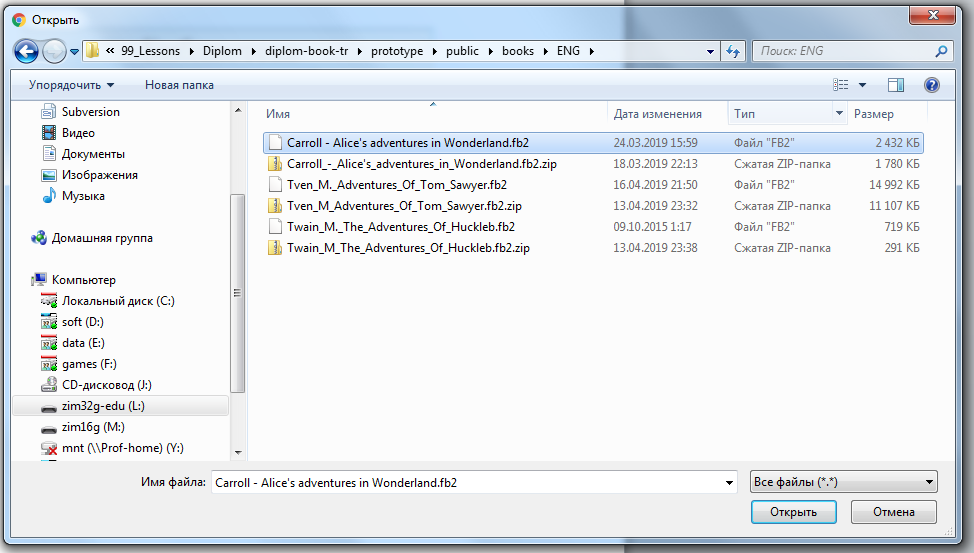 Открыть
« 99_Lessons Diplom diplom-book-tr prototype public books ENG Поиск: ENG
Упорядочить Новая папка
Subversion
Видео
Документы
Изображения
Музыка
Домашняя группа
Компьютер
Локальный диск (C:)
soft (D:)
data (E:)
games (F:)
CD-дисковод (J:)
zim32g-edu (L:)
zim16g (M:)
mnt (\\Prof-home) (Y:)
Имя Дата изменения Тип Размер
Carroll - Alice's adventures in Wonderland.fb2 24.03.2019 15:59 Файл "FB2" 2 432 КБ
Carroll_-_Alice's_adventures_in_Wonderland.fb2.zip 18.03.2019 22:13 Сжатая ZIP-папка 1 780 КБ
Tven_M._Adventures_Of_Tom_Sawyer.fb2 16.04.2019 21:50 Файл "FB2" 14 992 КБ
Tven_M_Adventures_Of_Tom_Sawyer.fb2.zip 13.04.2019 23:32 Сжатая ZIP-папка 11 107 КБ
Twain_M._The_Adventures_Of_Huckleb.fb2 09.10.2015 1:17 Файл "FB2" 719 КБ
Twain_M_The_Adventures_Of_Huckleb.fb2.zip 13.04.2019 23:38 Сжатая ZIP-папка 291 КБ
Имя файла: Carroll - Alice's adventures in Wonderland.fb2 Все файлы (*.*)
Открыть Отмена